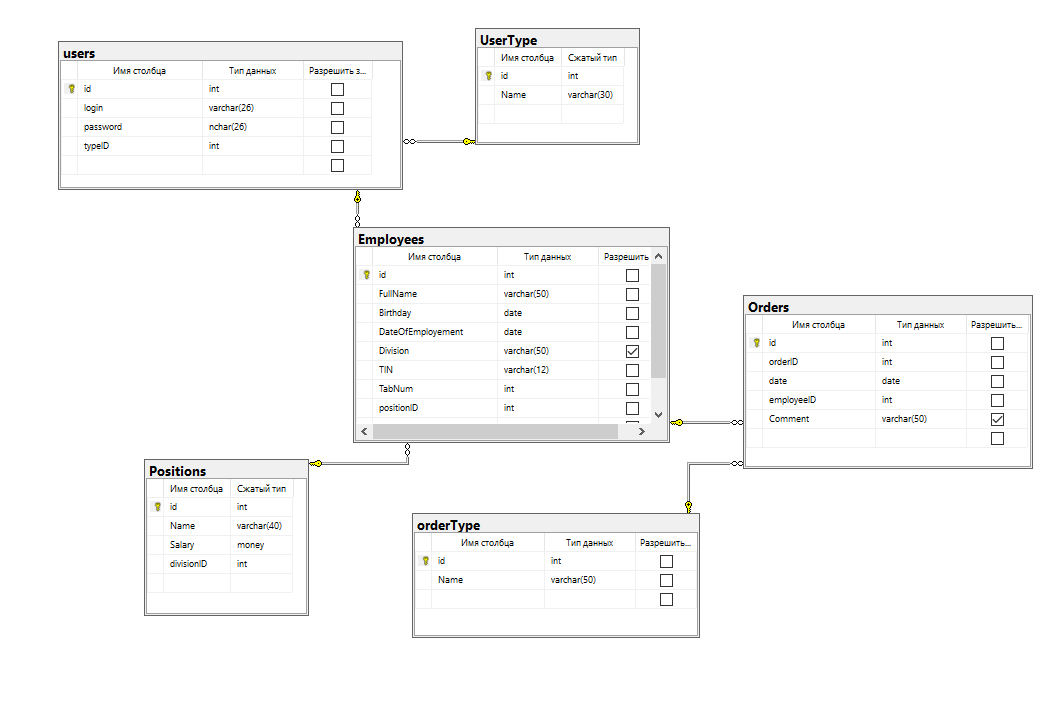 users
Имя столбца Тип данных Разрешить з...
id int
login varchar(26)
password nchar(26)
typeID int
UserType
Имя столбца Сжатый тип
id int
Name varchar(30)
Employees
Имя столбца Тип данных Разрешить
id int
FullName varchar(50)
Birthday date
DateOfEmployement date
Division varchar(50)
TIN varchar(12)
TabNum int
positionID int
Orders
Имя столбца Тип данных Разрешить...
id int
orderID int
date date
employeeID int
Comment varchar(50)
Positions
Имя столбца Сжатый тип
id int
Name varchar(40)
Salary money
divisionID int
orderType
Имя столбца Тип данных Разрешить...
id int
Name varchar(50)